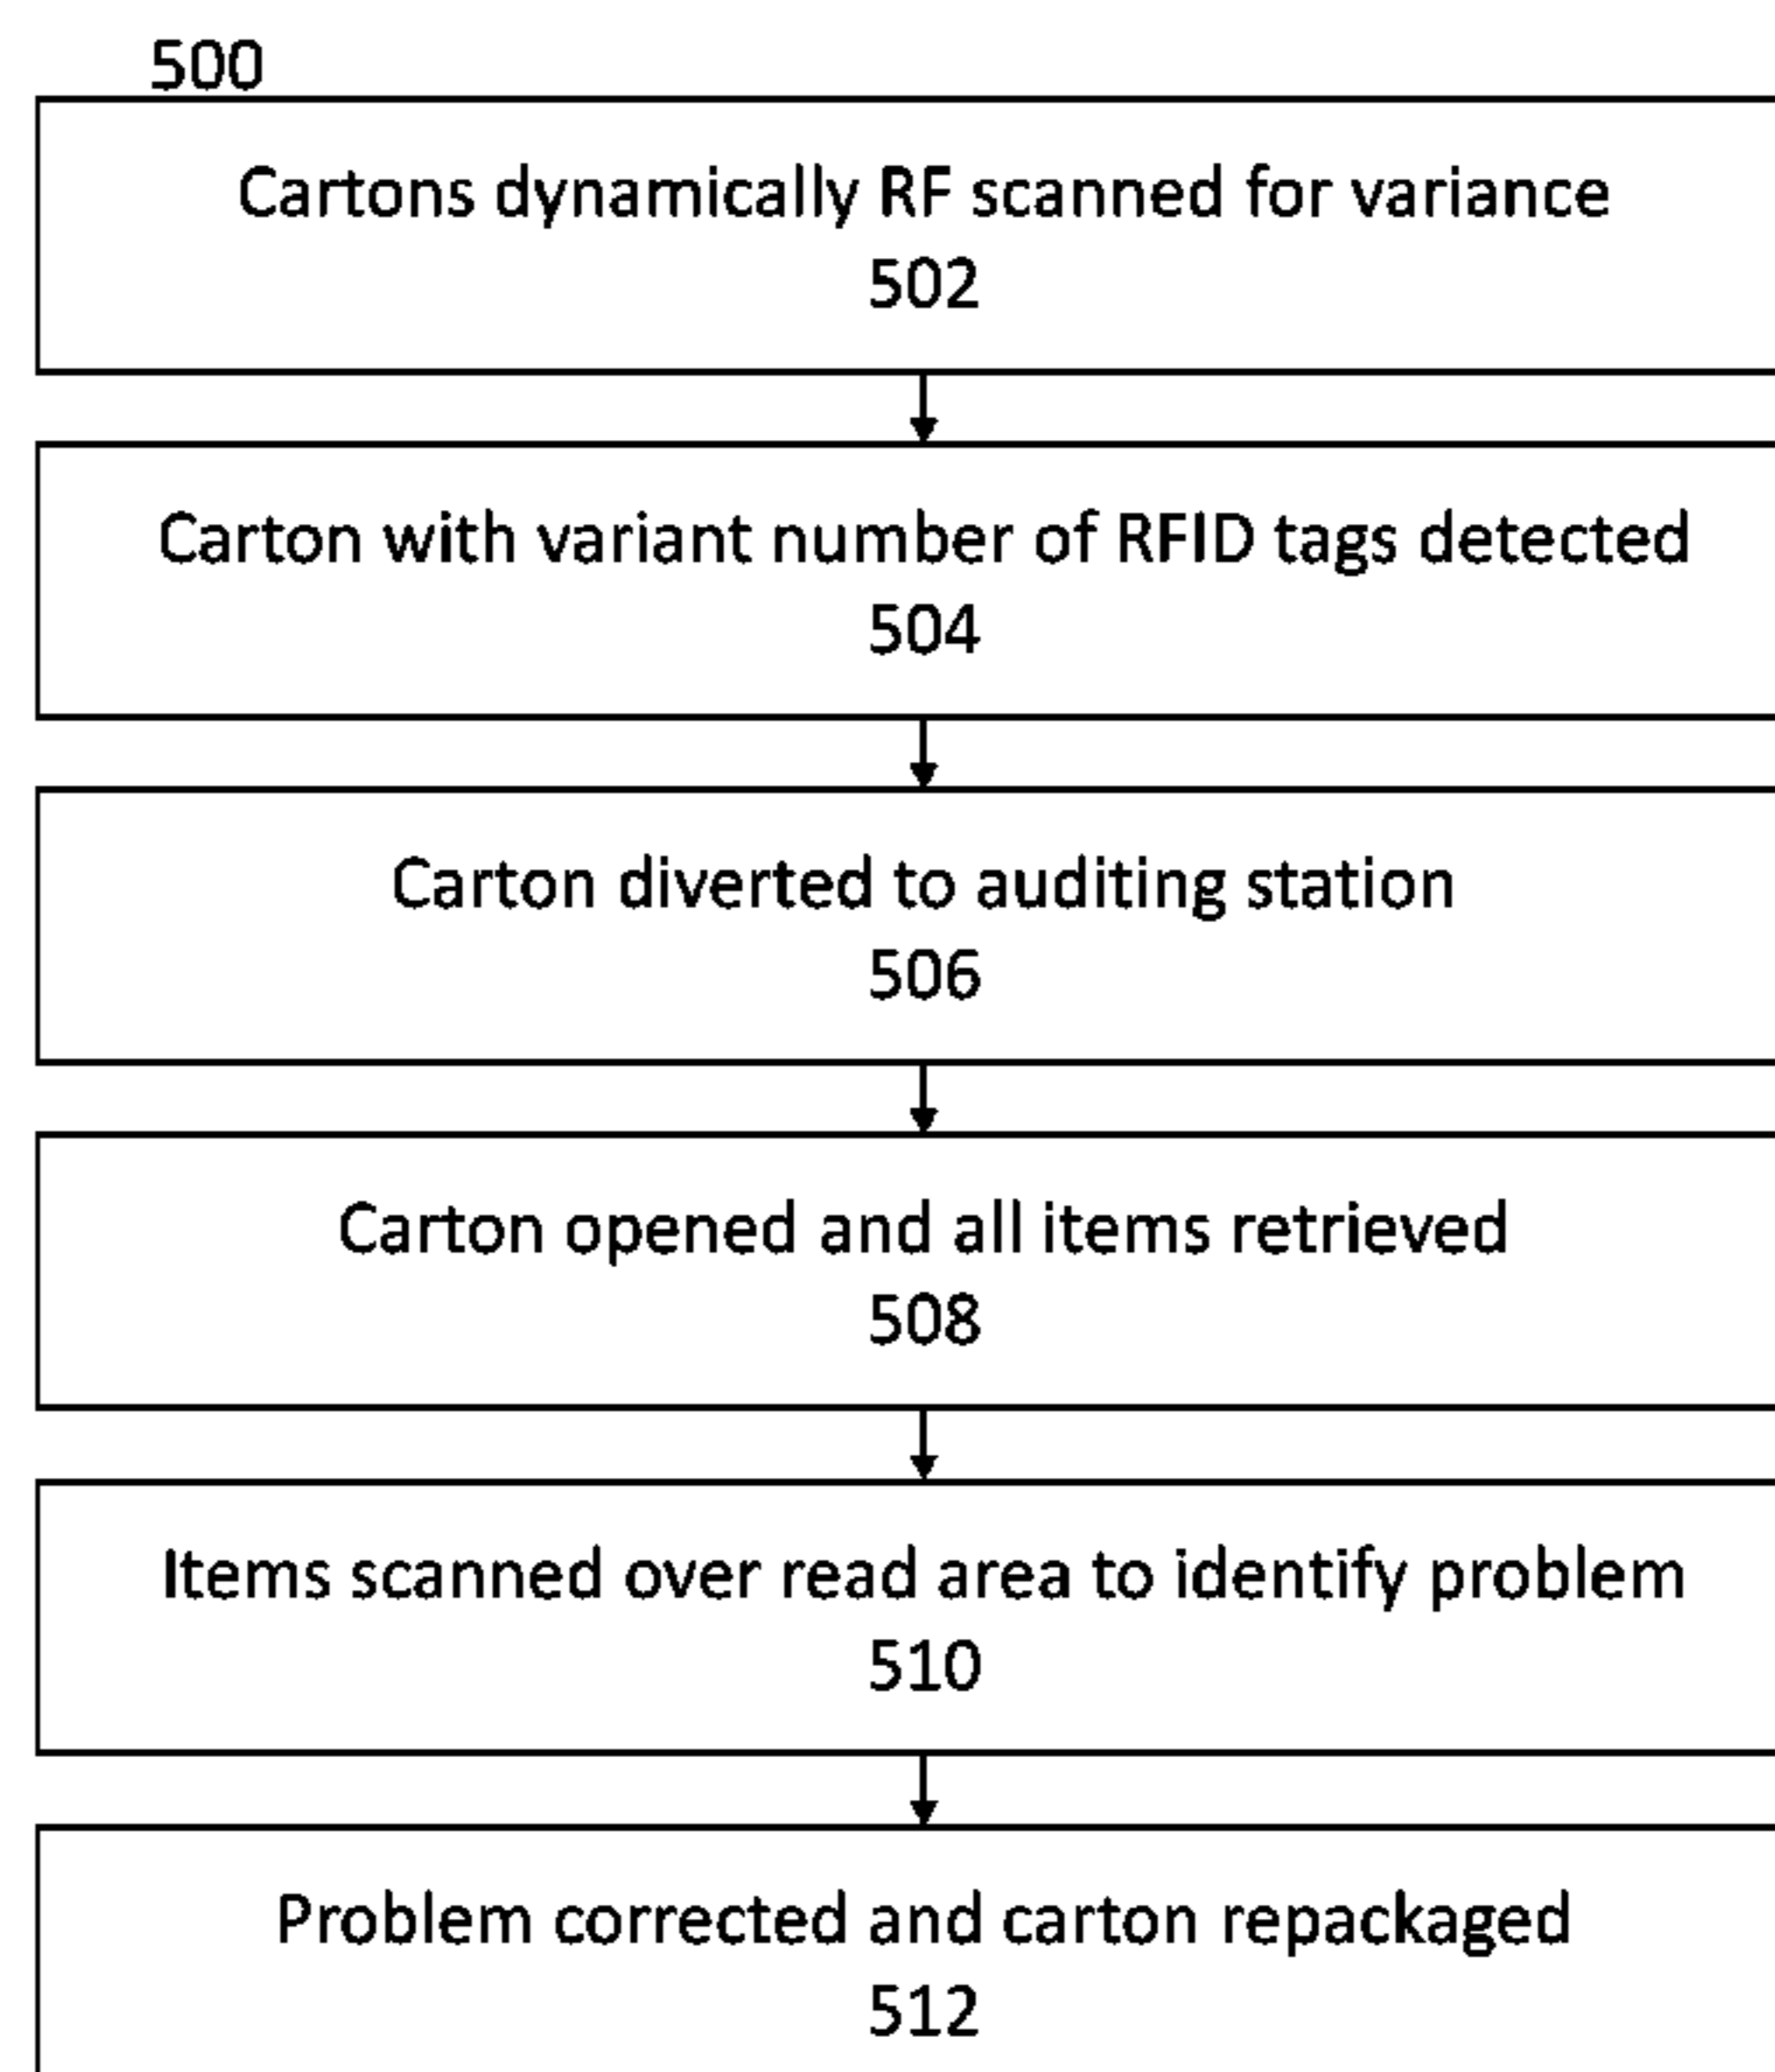 500
Cartons dynamically RF scanned for variance
502
Carton with variant number of RFID tags detected
504
Carton diverted to auditing station
506
Carton opened and all items retrieved
508
Items scanned over read area to identify problem
510
Problem corrected and carton repackaged
512